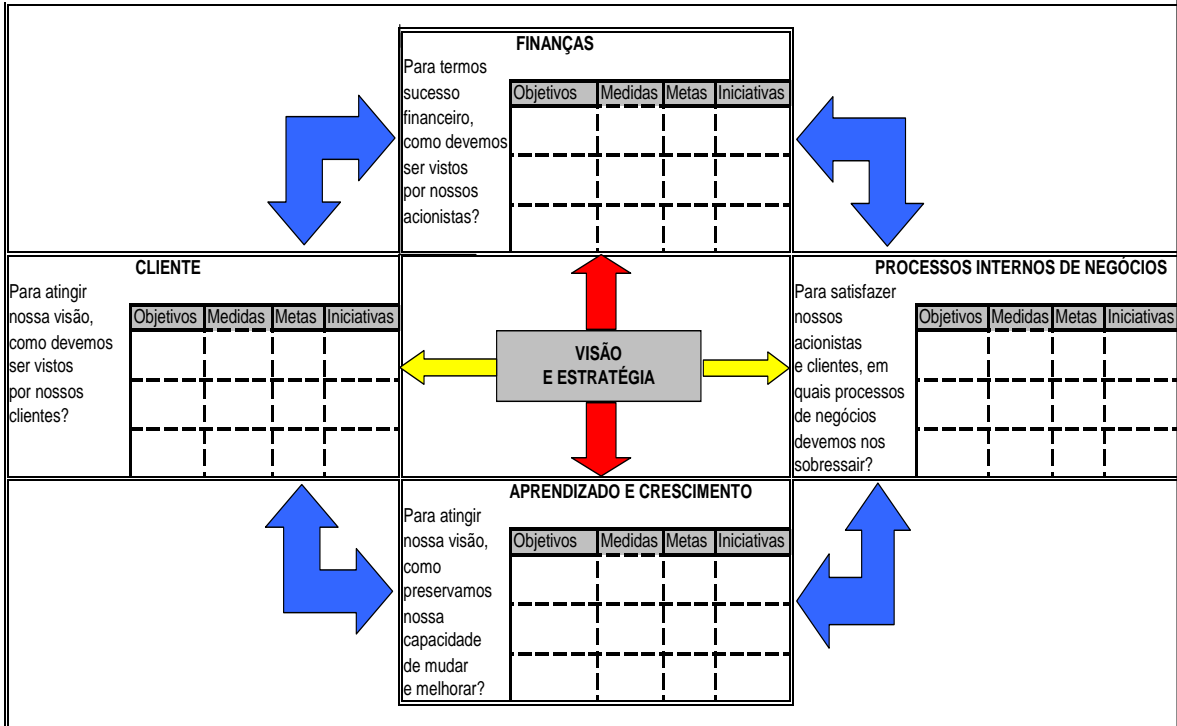 FINANÇAS
Para termos
sucesso
financeiro,
como devemos
ser vistos
por nossos
acionistas?
Objetivos Medidas Metas Iniciativas
CLIENTE
Para atingir
nossa visão,
como devemos
ser vistos
por nossos
clientes?
Objetivos Medidas Metas Iniciativas
VISÃO
E ESTRATÉGIA
PROCESSOS INTERNOS DE NEGÓCIOS
Para satisfazer
nossos
acionistas
e clientes, em
quais processos
de negócios
devemos nos
sobressair?
Objetivos Medidas Metas Iniciativas
APRENDIZADO E CRESCIMENTO
Para atingir
nossa visão,
como
preservamos
nossa
capacidade
de mudar
e melhorar?
Objetivos Medidas Metas Iniciativas